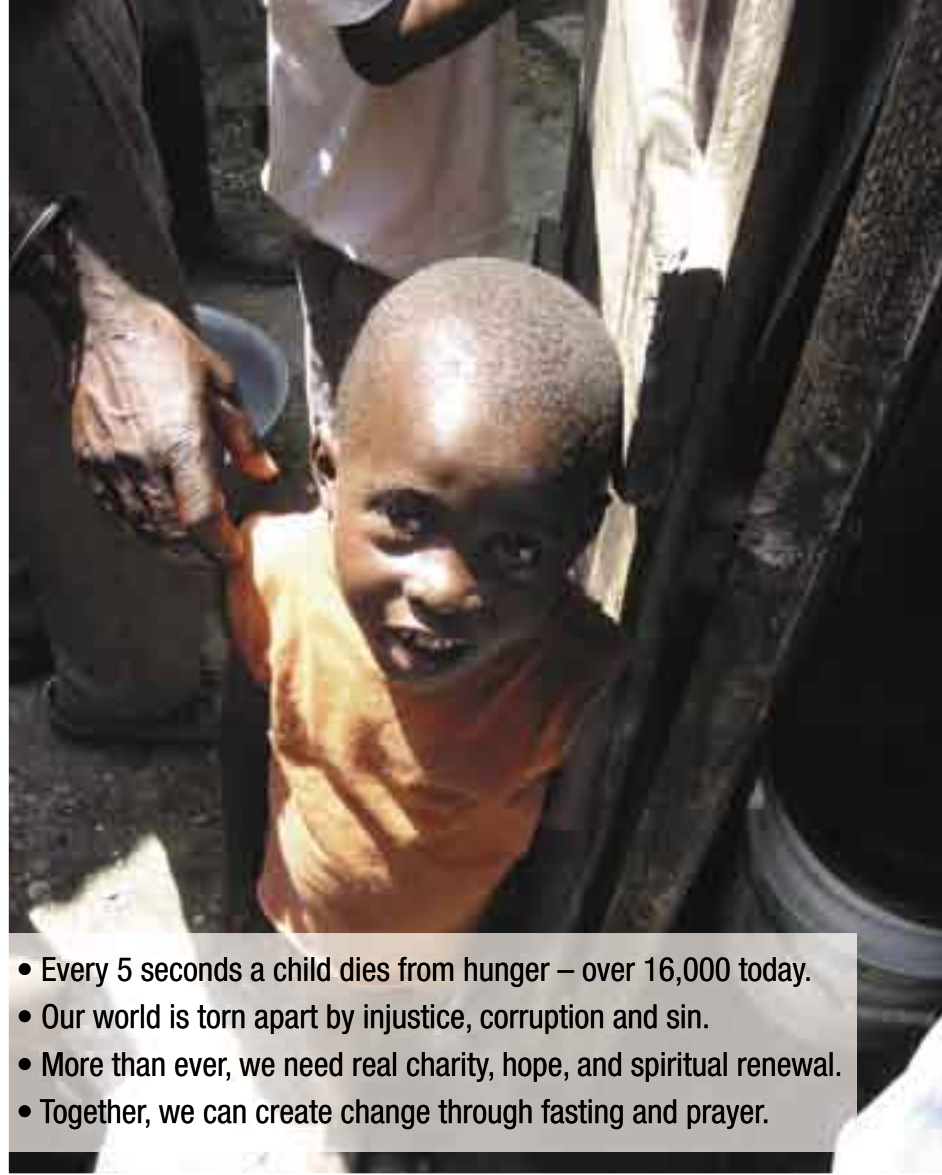 • Every 5 seconds a child dies from hunger – over 16,000 today.
• Our world is torn apart by injustice, corruption and sin.
• More than ever, we need real charity, hope, and spiritual renewal.
• Together, we can create change through fasting and prayer.